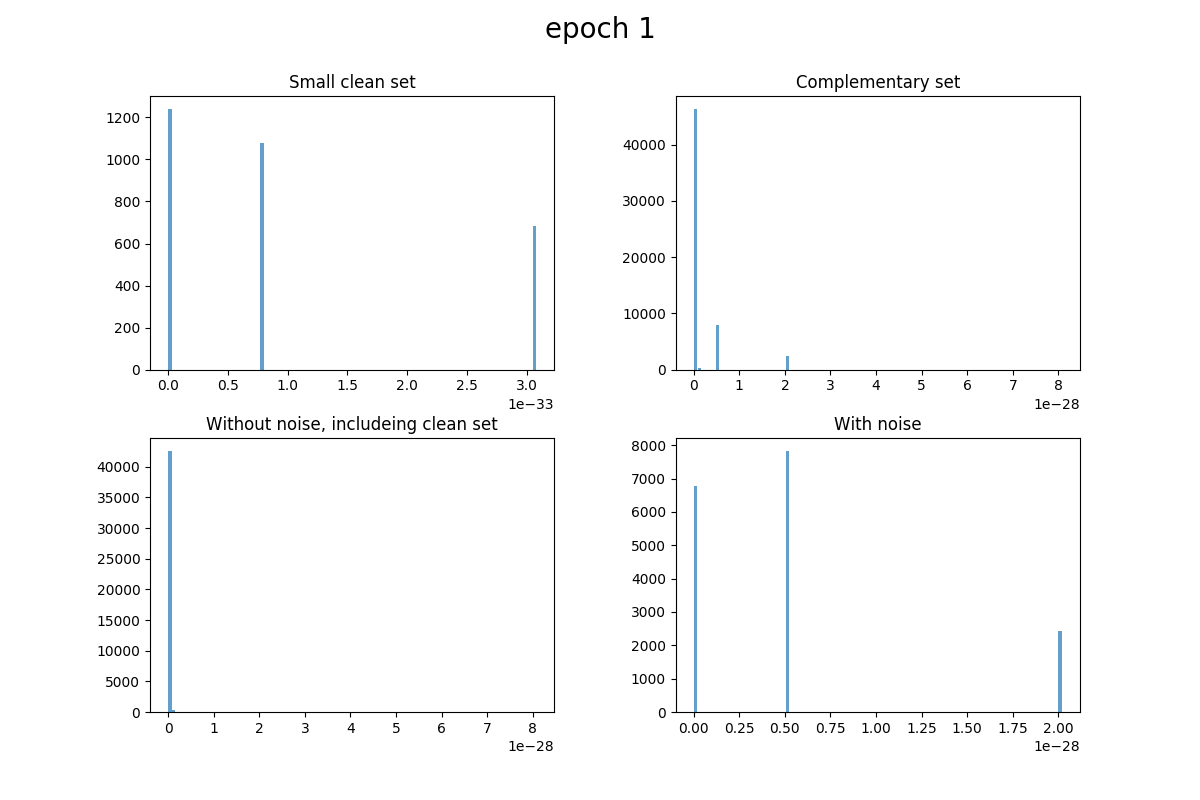 epoch 1
Small clean set
1200
1000
800
600
400
200
0
0.0 0.5 1.0 1.5 2.0 2.5 3.0
1e−33
Complementary set
40000
30000
20000
10000
0
0 1 2 3 4 5 6 7 8
1e−28
Without noise, includeing clean set
40000
35000
30000
25000
20000
15000
10000
5000
0
0 1 2 3 4 5 6 7 8
1e−28
With noise
8000
7000
6000
5000
4000
3000
2000
1000
0
0.00 0.25 0.50 0.75 1.00 1.25 1.50 1.75 2.00
1e−28